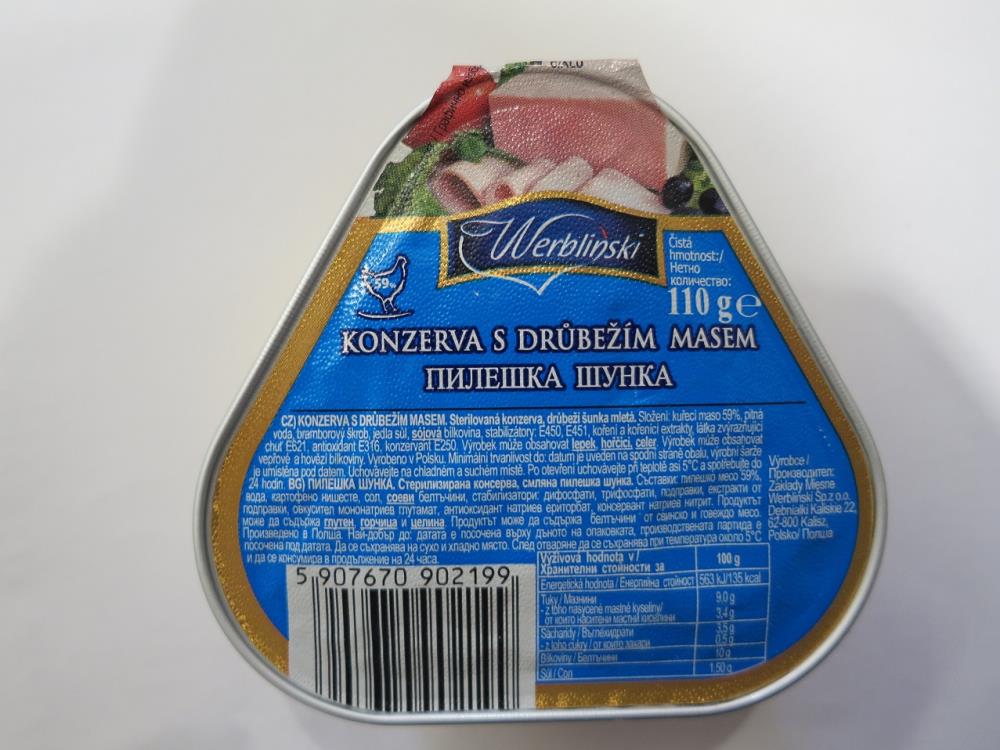 Werbliński
59%
Čistá
hmotnost:/
Нетно
количество:
110 g e
KONZERVA S DRŮBEŽÍM MASEM
ПИЛЕШКА ШУНКА
CZ) KONZERVA S DRŮBEŽÍM MASEM. Sterilovaná konzerva, drůbeží šunka mletá. Složení: kuřecí maso 59%, pitná
voda, bramborový škrob, jedlá sůl, sójová bílkovina, stabilizátory: E450, E451, koření a kořenící extrakty, látka zvýrazňující
chuť E621, antioxidant E316, konzervant E250. Výrobek může obsahovat lepek, hořčici, celer. Výrobek může obsahovat
vepřové a hovězí bílkoviny. Vyrobeno v Polsku. Minimální trvanlivost do: datum je uveden na spodní straně obalu, výrobní šarže
je umístěna pod datem. Uchovávejte na chladném a suchém místě. Po otevření uchovávejte při teplotě asi 5°C a spotřebujte do
24 hodin. BG) ПИЛЕШКА ШУНКА. Стерилизирана консерва, смляна пилешка шунка. Съставки: пилешко месо 59%,
вода, картофено нишесте, сол, соеви белтъчини, стабилизатори: дифосфати, трифосфати, подправки, екстракти от
подправки, овкусител мононатриев глутамат, антиоксидант натриев ериторбат, консервант натриев нитрит. Продуктът
може да съдържа глутен, горчица и целина. Продуктът може да съдържа белтъчини от свинско и говеждо месо.
Произведено в Полша. Най-добър до: датата е посочена върху дъното на опаковката, производствената партида е
посочена под датата. Да се съхранява на сухо и хладно място. След отваряне да се съхранява при температура около 5°C
и да се консумира в продължение на 24 часа.
Výrobce /
Производител:
Zakłady Mięsne
Werbliński Sp.z o.o.
Dębniałki Kaliskie 22,
62-800 Kalisz,
Polsko/ Полша
5 907670 902199
Výživová hodnota v /
Хранителни стойности за
100 g
Energetická hodnota / Енергийна стойност 563 kJ/135 kcal
Tuky / Мазнини 9,0 g
- z toho nasycené mastné kyseliny/
от които наситени мастни киселини 3,4 g
Sacharidy / Въглехидрати 3,5 g
- z toho cukry / от които захари 0,5 g
Bílkoviny / Белтъчини 10 g
Sůl / Сол 1,50 g